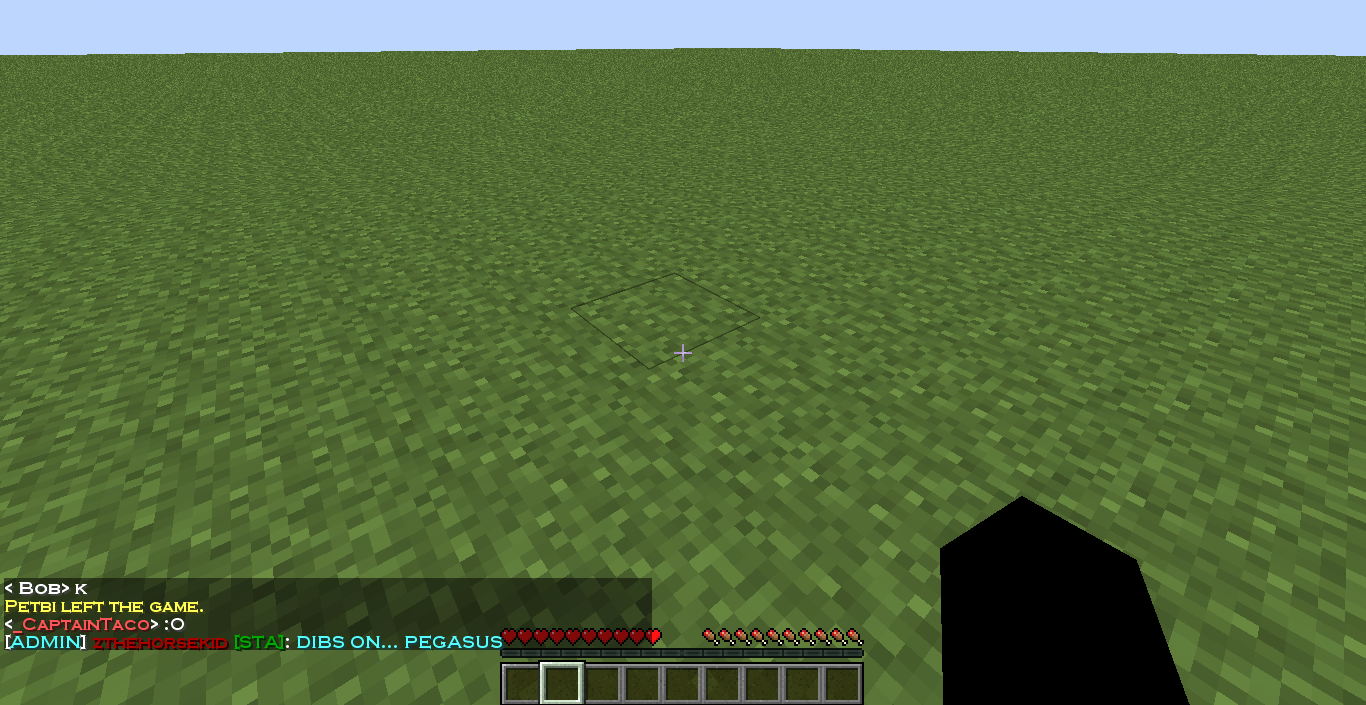 < Bob> k
Petbi left the game.
<_CaptainTaco> :O
[ADMIN] zthehorsekid [STA]: DIBS ON... PEGASUS